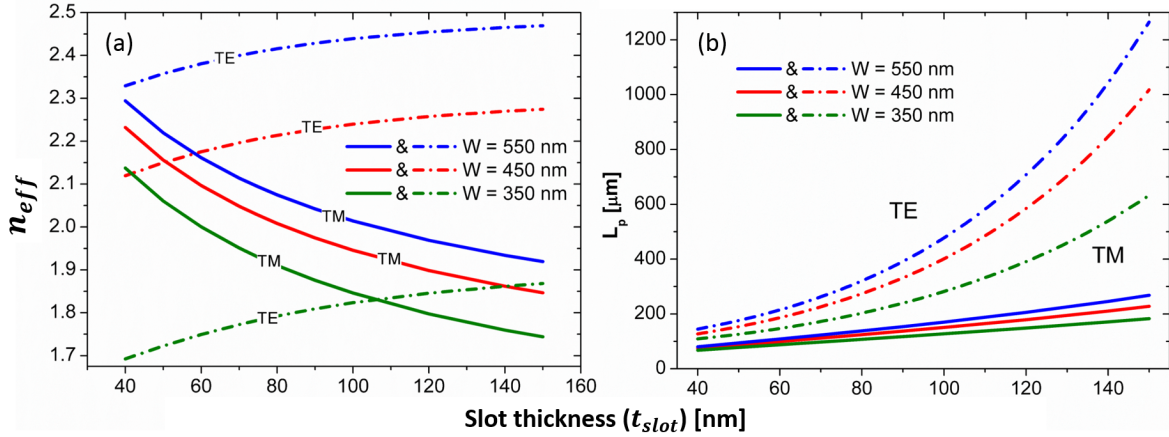 (a)
n_eff
2.5
2.4
2.3
2.2
2.1
2.0
1.9
1.8
1.7
TE
TE
TE
TM
TM
TM
& W = 550 nm
& W = 450 nm
& W = 350 nm
40 60 80 100 120 140 160
(b)
L_p [μm]
1200
1000
800
600
400
200
0
& W = 550 nm
& W = 450 nm
& W = 350 nm
TE
TM
40 60 80 100 120 140
Slot thickness (t_slot) [nm]